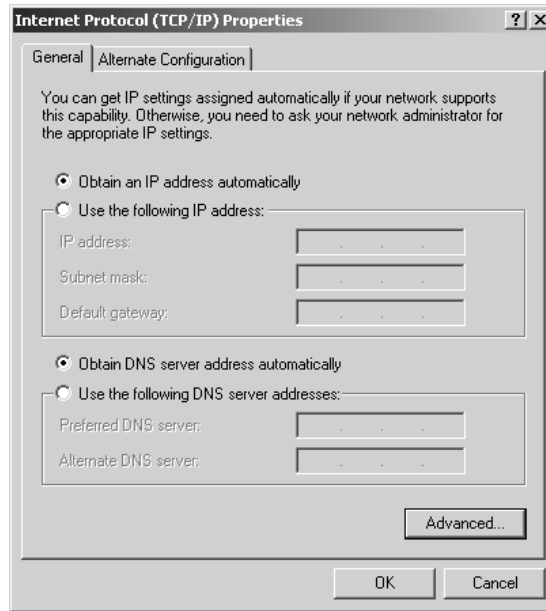 Internet Protocol (TCP/IP) Properties
? X
General
Alternate Configuration
You can get IP settings assigned automatically if your network supports
this capability. Otherwise, you need to ask your network administrator for
the appropriate IP settings.
Obtain an IP address automatically
Use the following IP address:
IP address:
Subnet mask:
Default gateway:
Obtain DNS server address automatically
Use the following DNS server addresses:
Preferred DNS server:
Alternate DNS server:
Advanced...
OK
Cancel